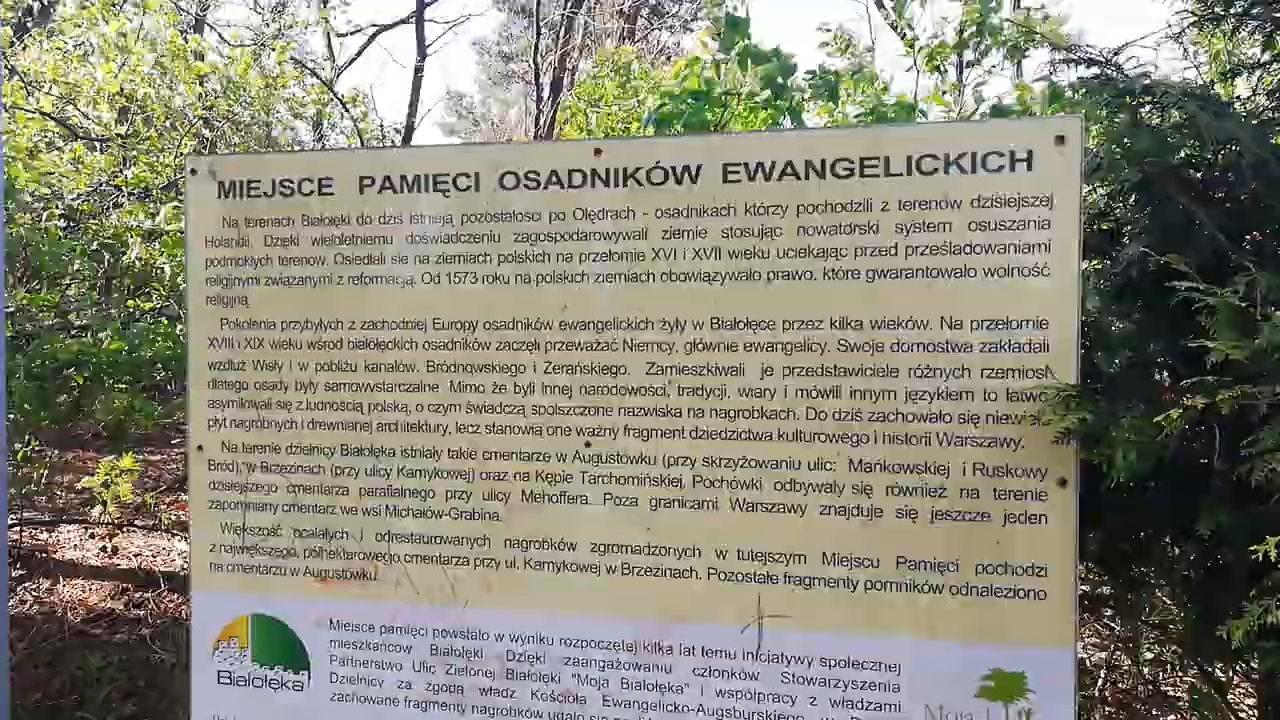 MIEJSCE PAMIĘCI OSADNIKÓW EWANGELICKICH
Na terenach Białołęki do dziś istnieją pozostałości po Olędrach - osadnikach którzy pochodzili z terenów dzisiejszej
Holandii. Dzięki wieloletniemu doświadczeniu zagospodarowywali ziemie stosując nowatorski system osuszania
podmokłych terenów. Osiedlali się na ziemiach polskich na przełomie XVI i XVII wieku uciekając przed prześladowaniami
religijnymi związanymi z reformacją. Od 1573 roku na polskich ziemiach obowiązywało prawo, które gwarantowało wolność
religijną.
Pokolenia przybyłych z zachodniej Europy osadników ewangelickich żyły w Białołęce przez kilka wieków. Na przełomie
XVIII i XIX wieku wśród białołęckich osadników zaczęli przeważać Niemcy, głównie ewangelicy. Swoje domostwa zakładali
wzdłuż Wisły i w pobliżu kanałów: Bródnowskiego i Żerańskiego. Zamieszkiwali je przedstawiciele różnych rzemiosł
dlatego osady były samowystarczalne. Mimo że byli innej narodowości, tradycji, wiary i mówili innym językiem to łatwo
asymilowali się z ludnością polską, o czym świadczą spolszczone nazwiska na nagrobkach. Do dziś zachowało się niewiele
płyt nagrobnych i drewnianej architektury, lecz stanowią one ważny fragment dziedzictwa kulturowego i historii Warszawy.
Na terenie dzielnicy Białołęka istniały takie cmentarze w Augustówku (przy skrzyżowaniu ulic: Mańkowskiej i Ruskowy
Bród), w Brzezinach (przy ulicy Kamykowej) oraz na Kępie Tarchomińskiej. Pochówki odbywały się również na terenie
dzisiejszego cmentarza parafialnego przy ulicy Mehoffera. Poza granicami Warszawy znajduje się jeszcze jeden
zapomniany cmentarz we wsi Michałów-Grabina.
Większość ocalałych i odrestaurowanych nagrobków zgromadzonych w tutejszym Miejscu Pamięci pochodzi
z największego, półhektarowego cmentarza przy ul. Kamykowej w Brzezinach. Pozostałe fragmenty pomników odnaleziono
na cmentarzu w Augustówku.
Miejsce pamięci powstało w wyniku rozpoczętej kilka lat temu inicjatywy społecznej
mieszkańców Białołęki. Dzięki zaangażowaniu członków Stowarzyszenia
Partnerstwo Ulic Zielonej Białołęki "Moja Białołęka" i współpracy z władzami
Dzielnicy za zgodą władz Kościoła Ewangelicko-Augsburskiego
zachowane fragmenty nagrobków udało się
Białołęka